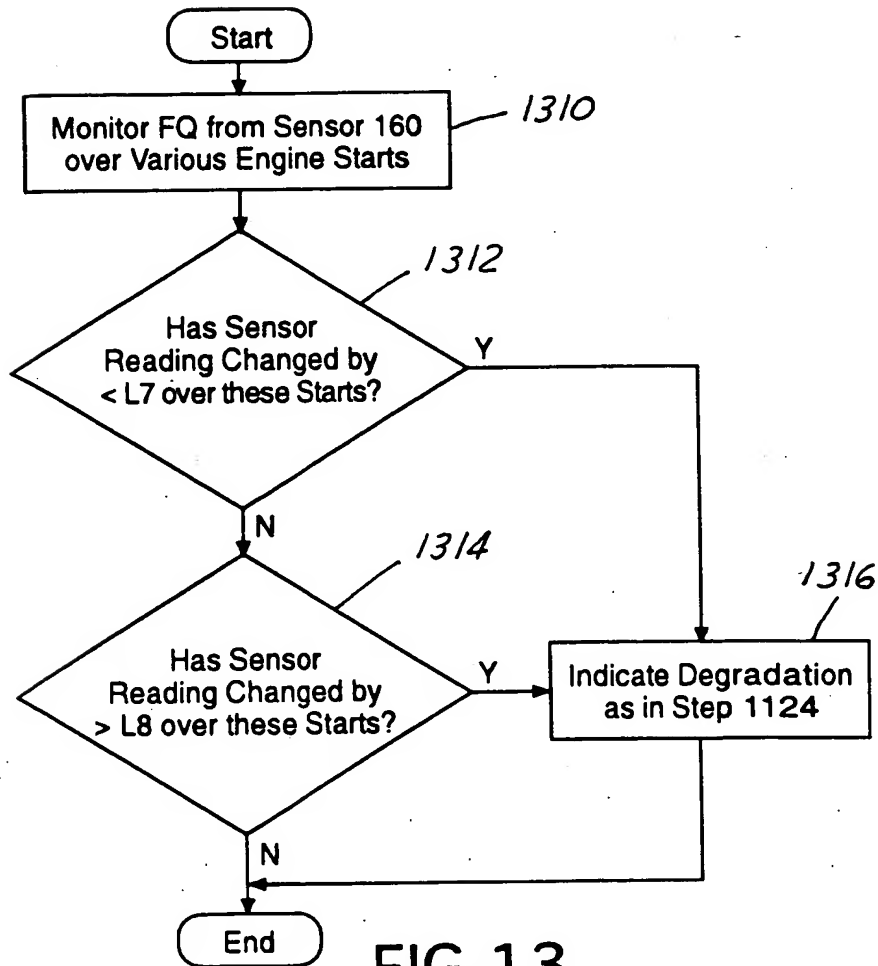 Start
Monitor FQ from Sensor 160
over Various Engine Starts
1310
1312
Has Sensor
Reading Changed by
< L7 over these Starts?
Y
N
1314
Has Sensor
Reading Changed by
> L8 over these Starts?
Y
1316
Indicate Degradation
as in Step 1124
N
End
FIG. 13